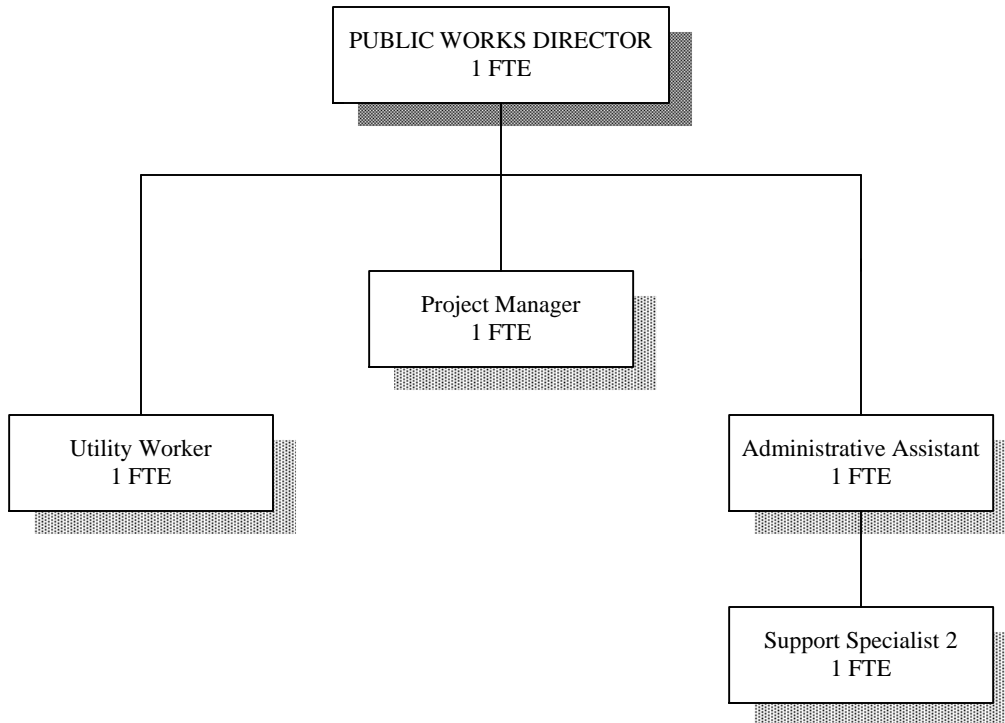 PUBLIC WORKS DIRECTOR
1 FTE
Project Manager
1 FTE
Utility Worker
1 FTE
Administrative Assistant
1 FTE
Support Specialist 2
1 FTE